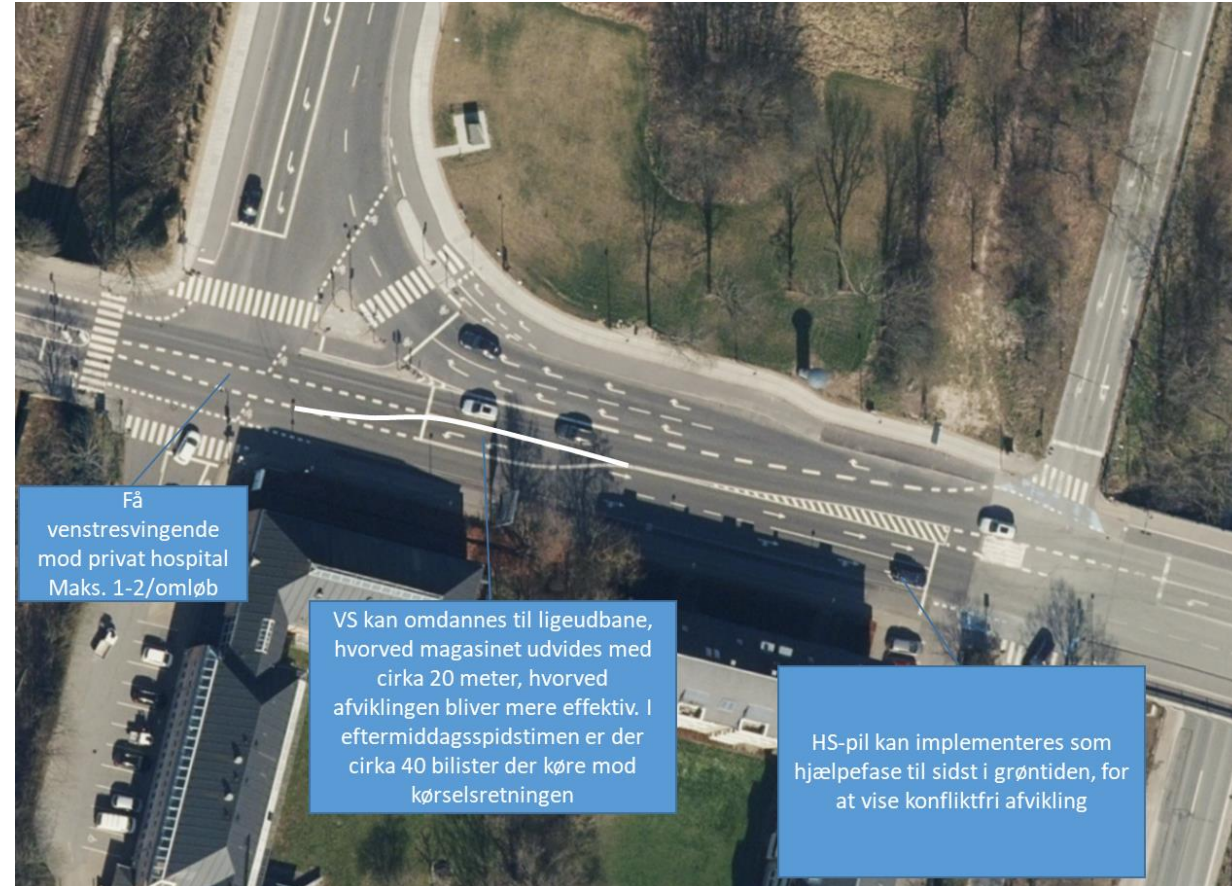 Få
venstresvingende
mod privat hospital
Maks. 1-2/omløb
VS kan omdannes til ligeudbane,
hvorved magasinet udvides med
cirka 20 meter, hvorved
afviklingen bliver mere effektiv. I
eftermiddagsspidstimen er der
cirka 40 bilister der køre mod
kørselsretningen
HS-pil kan implementeres som
hjælpefase til sidst i grøntiden, for
at vise konfliktfri afvikling